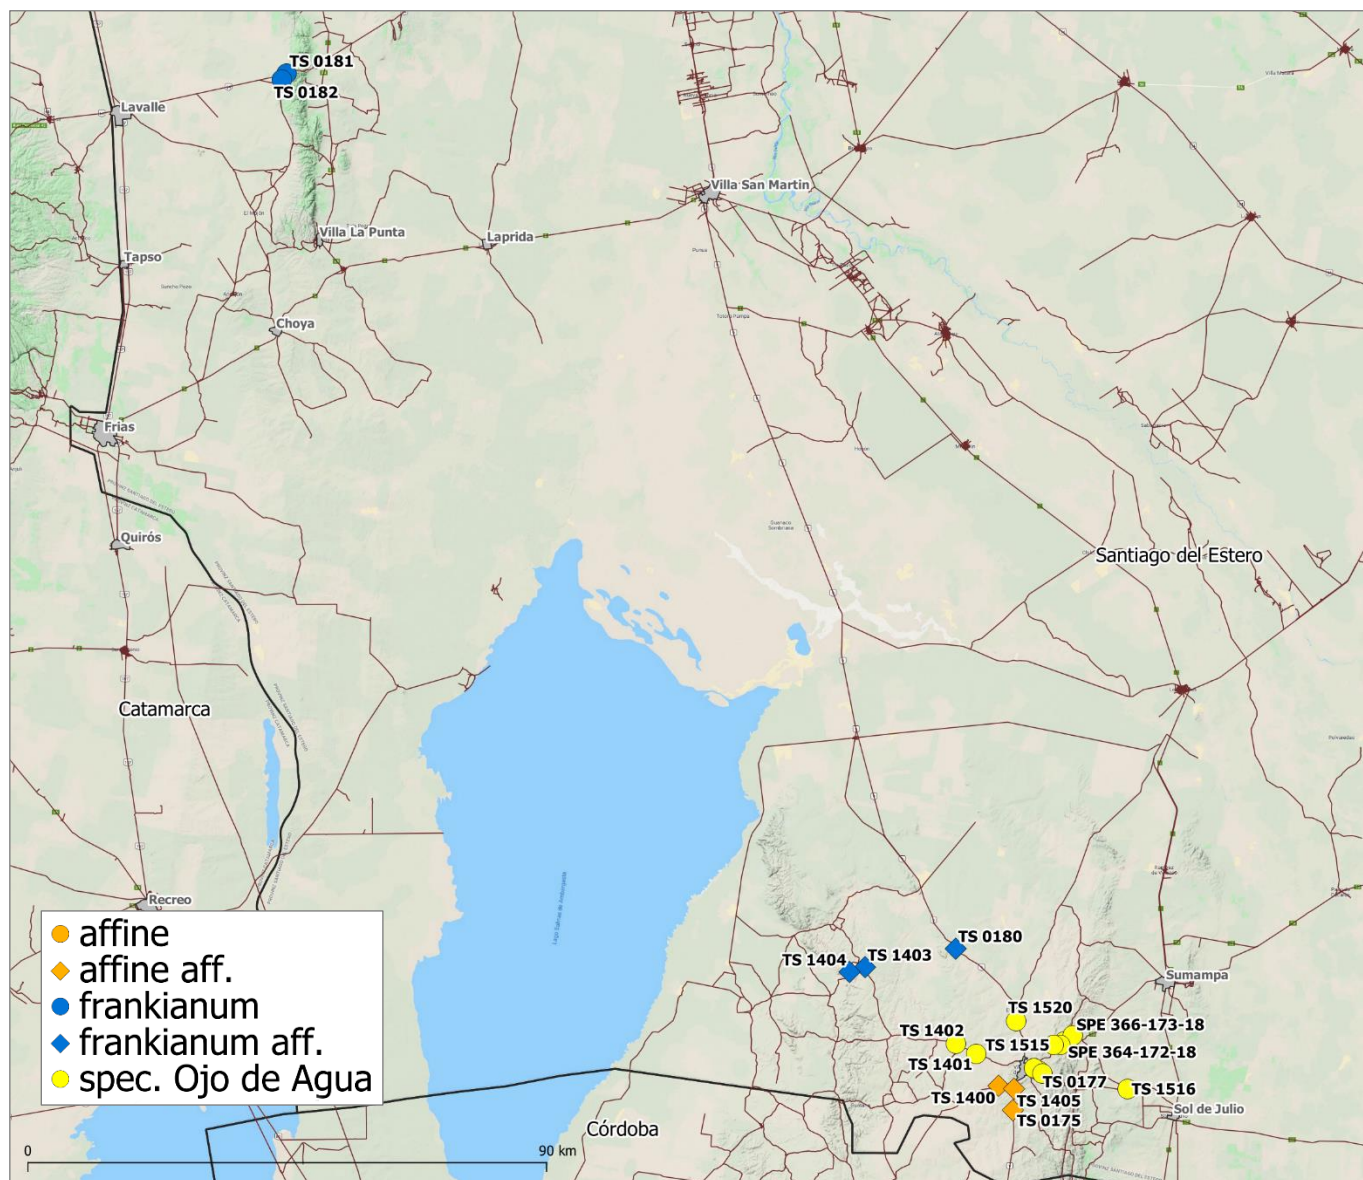 TS 0181
TS 0182
Lavalle
Villa San Martin
Villa La Punta
Laprida
Tapso
Choya
Frías
Quirós
Santiago del Estero
Catamarca
Recreo
affine
affine aff.
frankianum
frankianum aff.
spec. Ojo de Agua
TS 0180
TS 1403
TS 1404
Sumampa
TS 1520
SPE 366-173-18
TS 1402
TS 1515
SPE 364-172-18
TS 1401
TS 0177
TS 1516
TS 1400
TS 1405
Sol de Julio
TS 0175
Córdoba
0
90 km